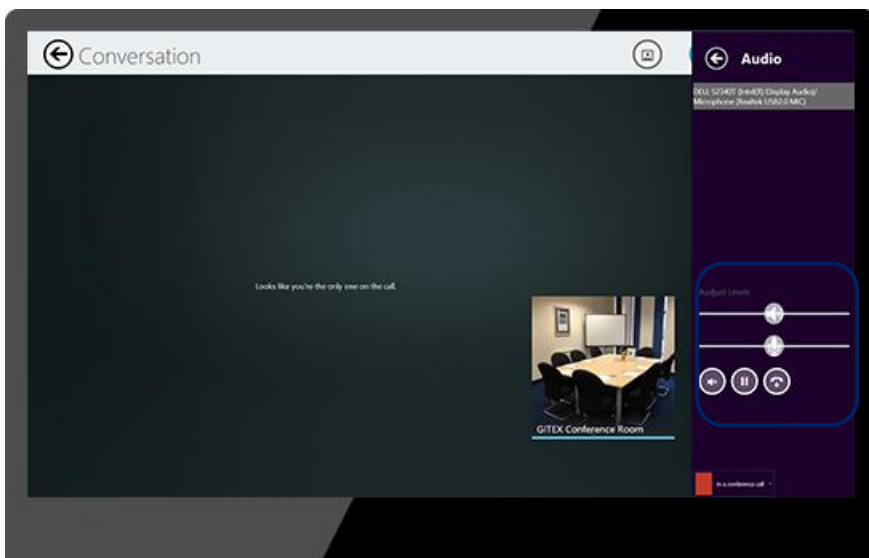 Conversation
Audio
DELL S2340T (Intel(R) Display Audio)/
Microphone (Realtek USB2.0 MIC)
Looks like you're the only one on the call.
Adjust Levels
GITEX Conference Room
In a conference call